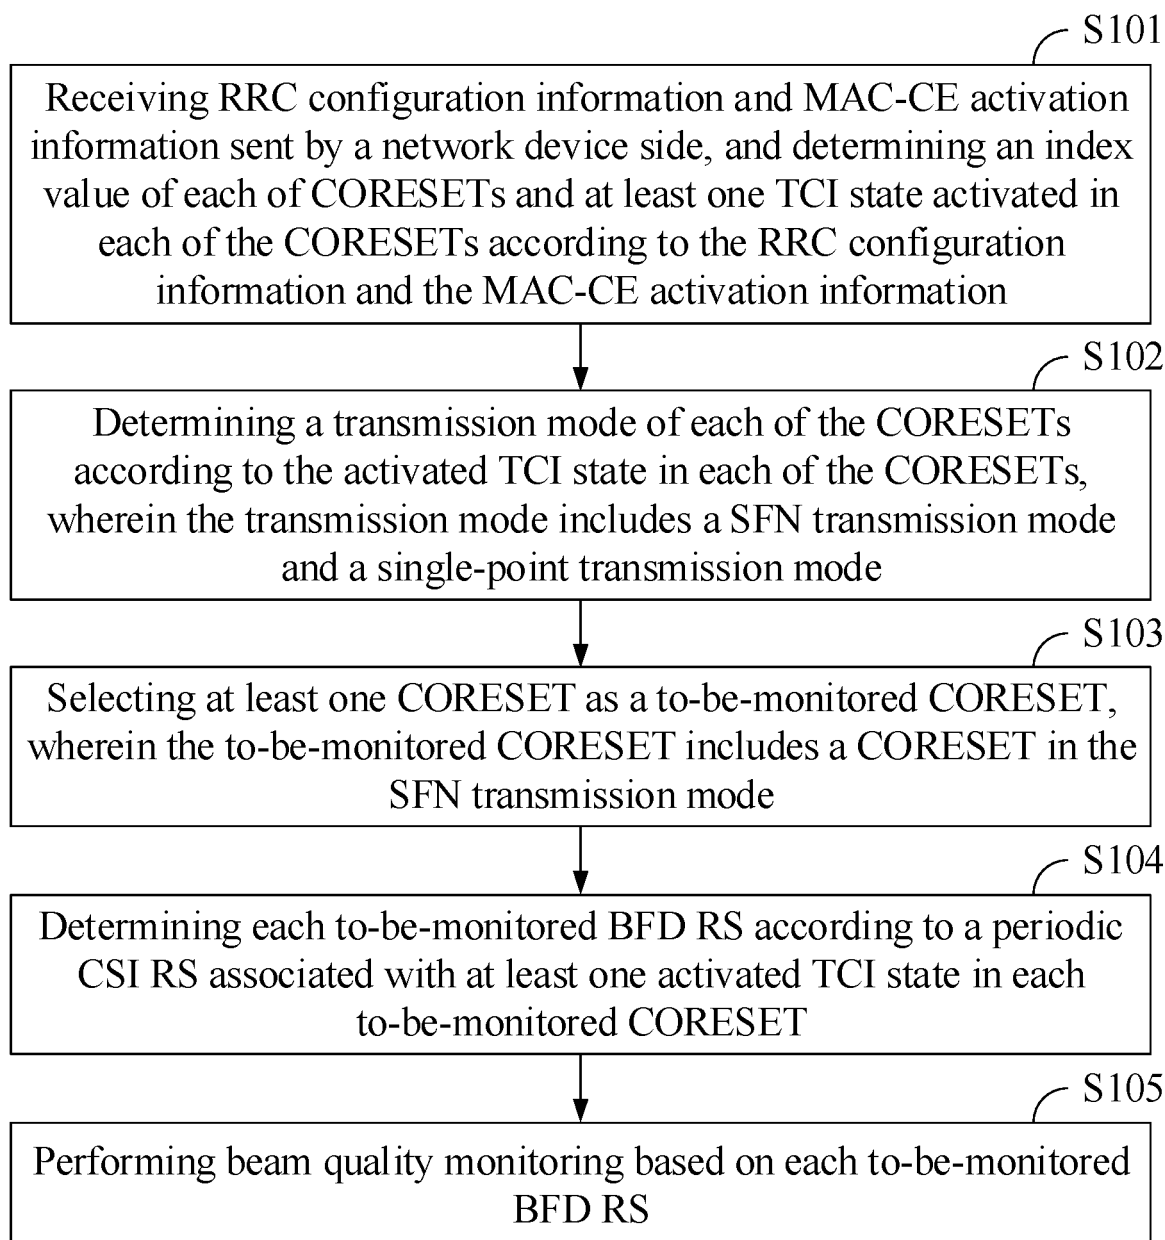 S101
Receiving RRC configuration information and MAC-CE activation
information sent by a network device side, and determining an index
value of each of CORESETs and at least one TCI state activated in
each of the CORESETs according to the RRC configuration
information and the MAC-CE activation information
S102
Determining a transmission mode of each of the CORESETs
according to the activated TCI state in each of the CORESETs,
wherein the transmission mode includes a SFN transmission mode
and a single-point transmission mode
S103
Selecting at least one CORESET as a to-be-monitored CORESET,
wherein the to-be-monitored CORESET includes a CORESET in the
SFN transmission mode
S104
Determining each to-be-monitored BFD RS according to a periodic
CSI RS associated with at least one activated TCI state in each
to-be-monitored CORESET
S105
Performing beam quality monitoring based on each to-be-monitored
BFD RS